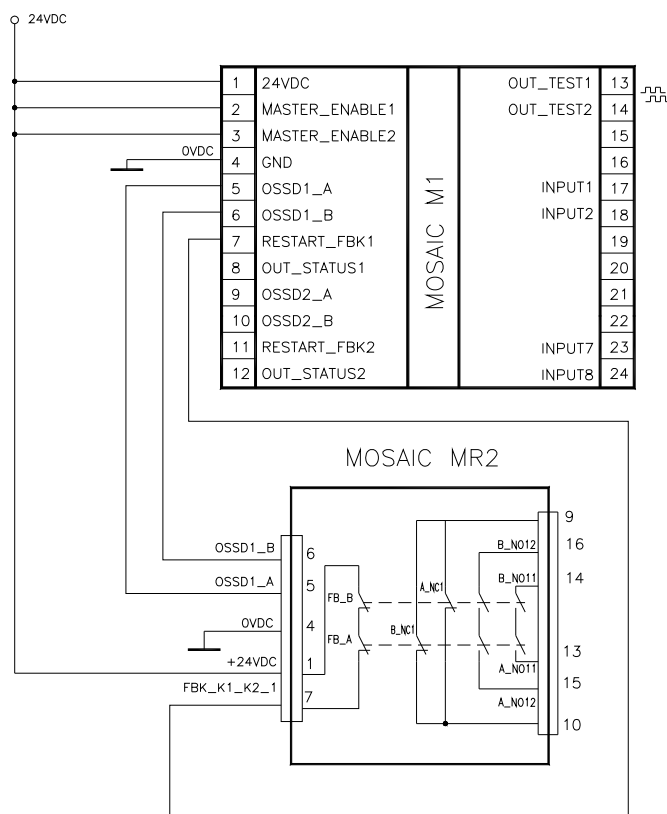 24VDC
1 24VDC OUT_TEST1 13
2 MASTER_ENABLE1 OUT_TEST2 14
3 MASTER_ENABLE2 15
0VDC 4 GND 16
5 OSSD1_A INPUT1 17
6 OSSD1_B INPUT2 18
7 RESTART_FBK1 19
8 OUT_STATUS1 20
9 OSSD2_A 21
10 OSSD2_B 22
11 RESTART_FBK2 INPUT7 23
12 OUT_STATUS2 INPUT8 24
MOSAIC M1
MOSAIC MR2
9
OSSD1_B 6 B_NO12 16
OSSD1_A 5 FB_B A_NC1 B_NO11 14
0VDC 4 FB_A B_NC1 13
+24VDC 1 A_NO11 15
FBK_K1_K2_1 7 A_NO12
10